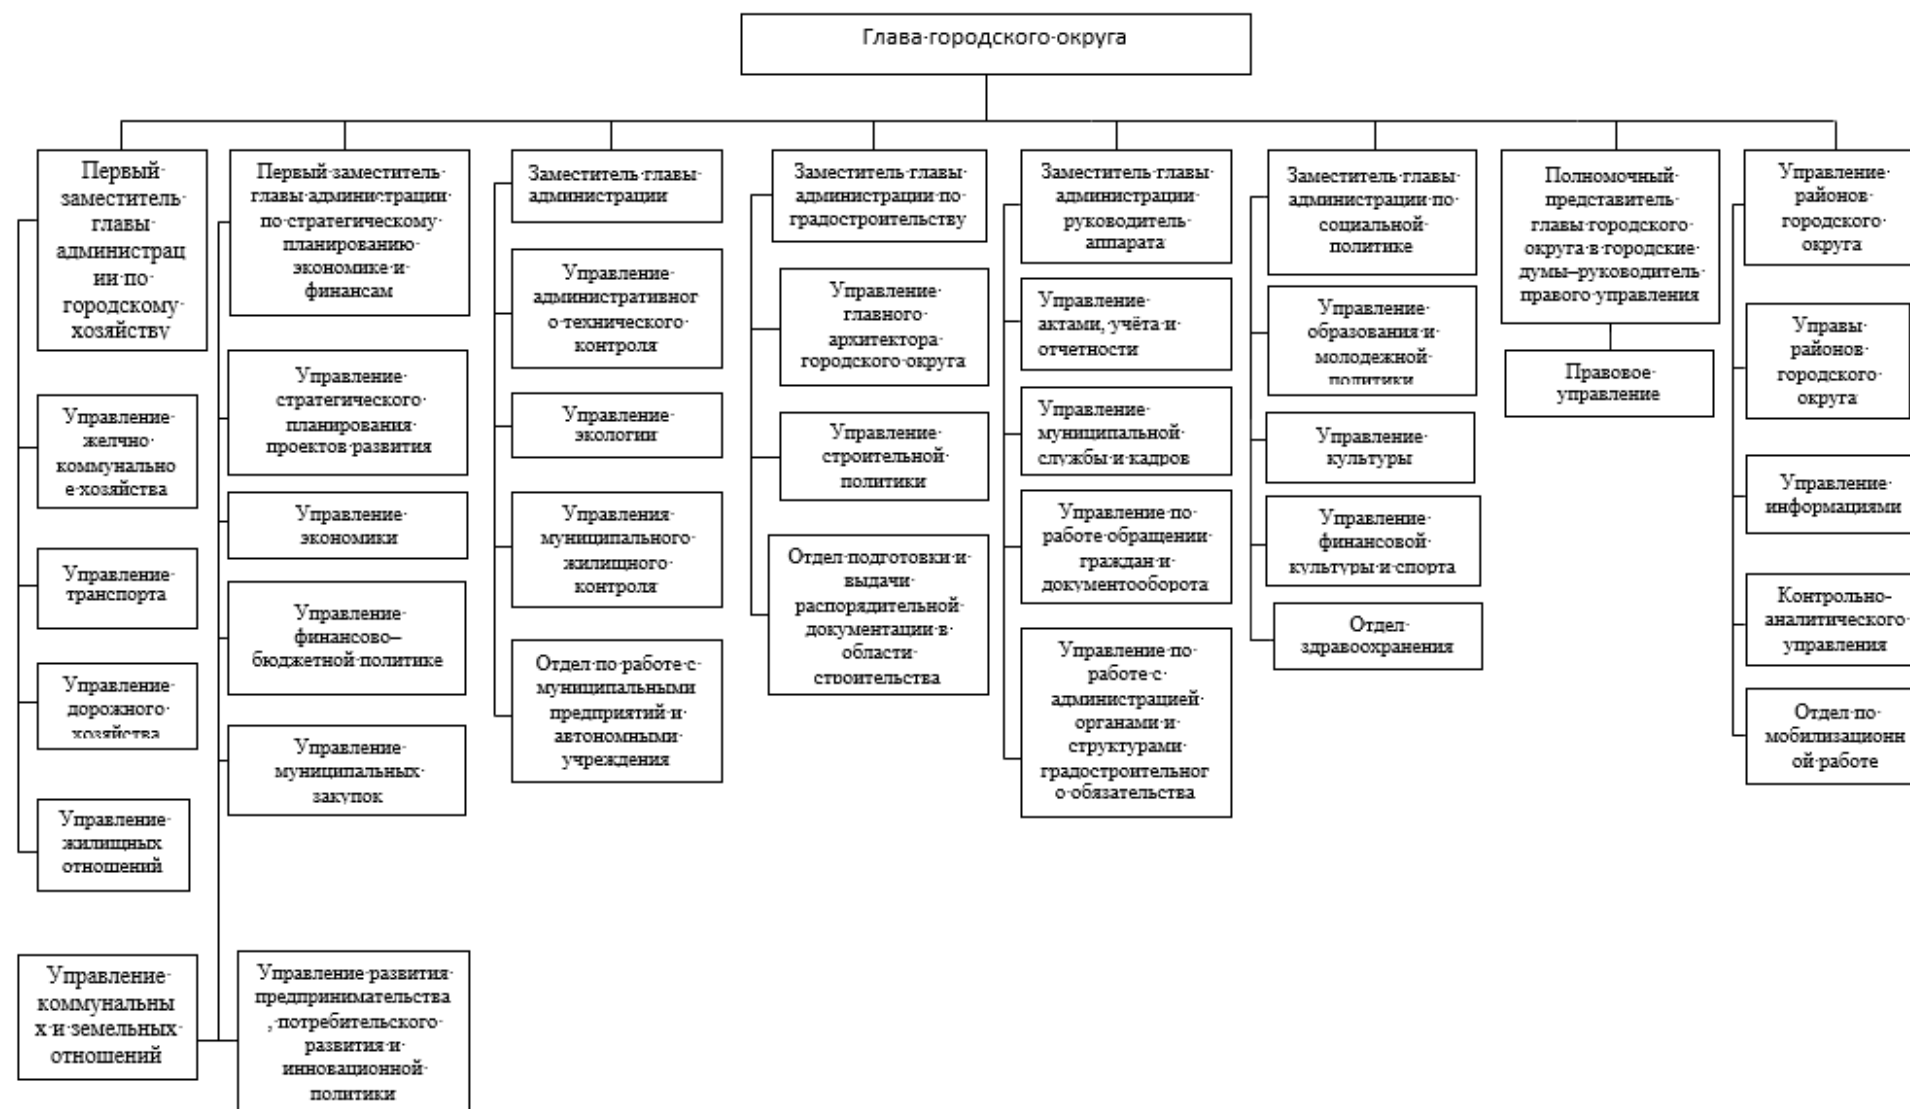 Глава·городского·округа
Первый·
заместитель·
главы·
администрац
ии·по·
городскому·
хозяйству
Управление·
желчно·
коммунально
е·хозяйства
Управление·
транспорта
Управление·
дорожного·
хозяйства
Управление·
жилищных
отношений
Управление·
коммунальны
х·и·земельных·
отношений
Первый·заместитель·
главы·администрации·
по·стратегическому·
планированию·
экономике·и·
финансам
Управление·
стратегического·
планирования·
проектов·развития
Управление·
экономики
Управление·
финансово–
бюджетной·политике
Управление·
муниципальных·
закупок
Управление·развития·
предпринимательства
,·потребительского·
развития·и·
инновационной·
политики
Заместитель·главы·
администрации
Управление·
административног
о·технического·
контроля
Управление·
экологии
Управления·
муниципального·
жилищного·
контроля
Отдел·по·работе·с·
муниципальными
предприятий·и·
автономными·
учреждения
Заместитель·главы·
администрации·по·
градостроительству
Управление·
главного·
архитектора·
городского·округа
Управление·
строительной·
политики
Отдел·подготовки·и·
выдачи·
распорядительной·
документации·в·
области·
строительства
Заместитель·главы·
администрации·
руководитель·
аппарата
Управление·
актами,·учёта·и·
отчетности
Управление·
муниципальной·
службы·и·кадров
Управление·по·
работе·обращении·
граждан·и·
документооборота
Управление·по·
работе·с·
администрацией·
органами·и·
структурами·
градостроительног
о·обязательства
Заместитель·главы·
администрации·по·
социальной·
политике
Управление·
образования·и·
молодежной·
политики
Управление·
культуры
Управление·
финансовой·
культуры·и·спорта
Отдел·
здравоохранения
Полномочный·
представитель·
главы·городского·
округа·в·городские·
думы–руководитель·
правого·управления
Правовое·
управление
Управление·
районов·
городского·
округа
Управы·
районов·
городского·
округа
Управление·
информациями
Контрольно-
аналитического·
управления
Отдел·по·
мобилизационн
ой·работе